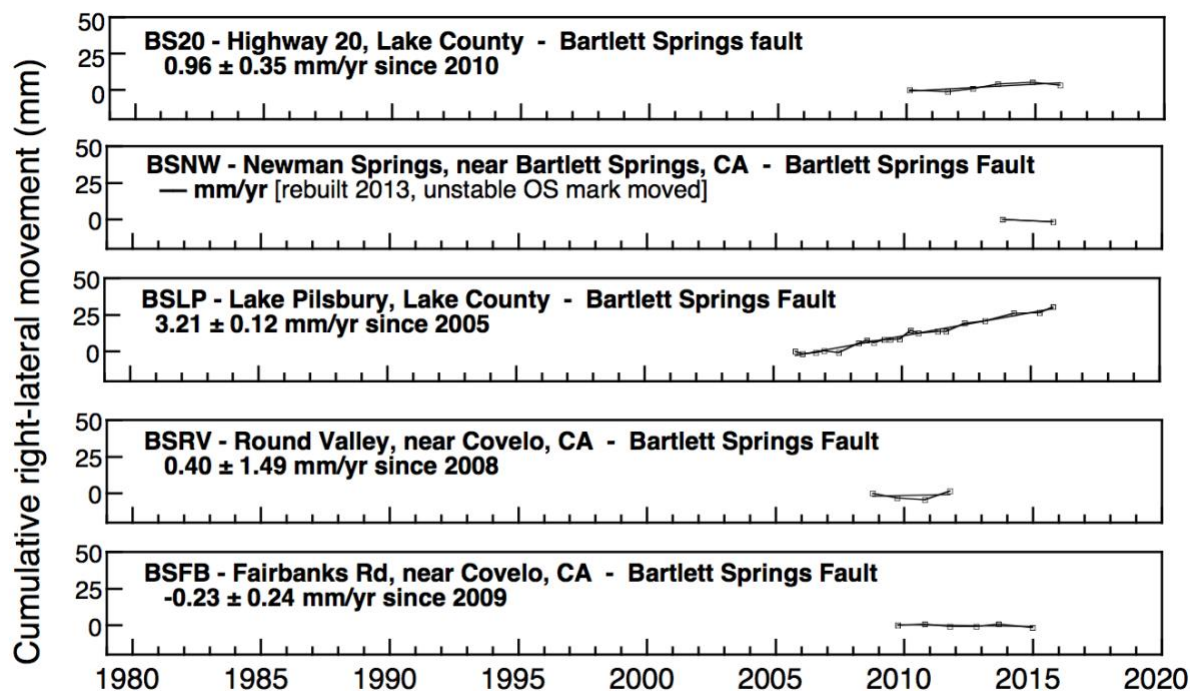 Cumulative right-lateral movement (mm)
50
25
0
BS20 - Highway 20, Lake County - Bartlett Springs fault
0.96 ± 0.35 mm/yr since 2010
50
25
0
BSNW - Newman Springs, near Bartlett Springs, CA - Bartlett Springs Fault
— mm/yr [rebuilt 2013, unstable OS mark moved]
50
25
0
BSLP - Lake Pilsbury, Lake County - Bartlett Springs Fault
3.21 ± 0.12 mm/yr since 2005
50
25
0
BSRV - Round Valley, near Covelo, CA - Bartlett Springs Fault
0.40 ± 1.49 mm/yr since 2008
50
25
0
BSFB - Fairbanks Rd, near Covelo, CA - Bartlett Springs Fault
-0.23 ± 0.24 mm/yr since 2009
1980 1985 1990 1995 2000 2005 2010 2015 2020